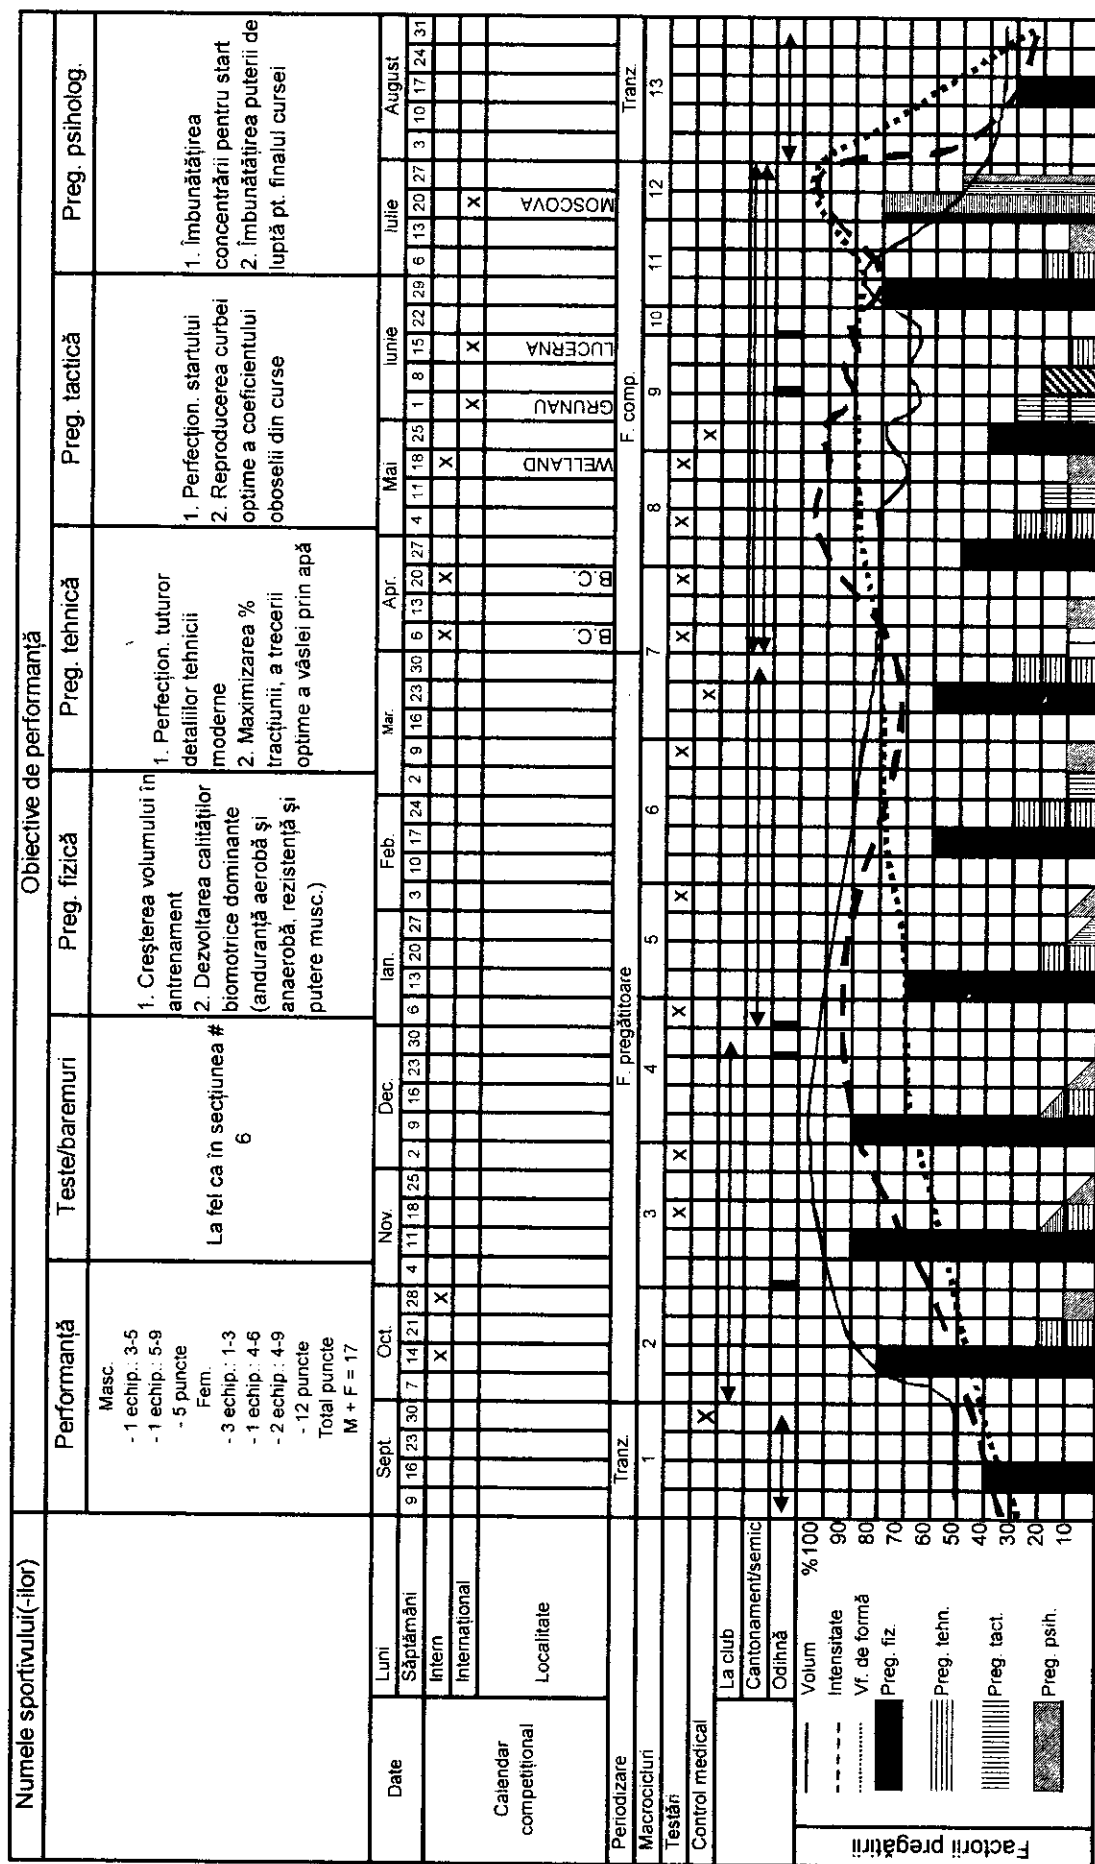 Obiective de performanță
Numele sportivului(-ilor)
Performanță
Teste/baremuri
Preg. fizică
Preg. tehnică
Preg. tactică
Preg. psiholog.
Masc.
- 1 echip.: 3-5
- 1 echip.: 5-9
- 5 puncte
Fem.
- 3 echip.: 1-3
- 1 echip.: 4-6
- 2 echip.: 4-9
- 12 puncte
Total puncte
M + F = 17
La fel ca în secțiunea #
6
1. Creșterea volumului în
antrenament
2. Dezvoltarea calităților
biomotrice dominante
(anduranță aerobă și
anaerobă, rezistență și
putere musc.)
1. Perfecțion. tuturor
detaliilor tehnicii
moderne
2. Maximizarea %
tracțiunii, a trecerii
optime a vâslei prin apă
1. Perfecțion. startului
2. Reproducerea curbei
optime a coeficientului
oboselii din curse
1. Îmbunătățirea
concentrării pentru start
2. Îmbunătățirea puterii de
luptă pt. finalul cursei
Date
Luni
Sept. Oct. Nov. Dec. Ian. Feb. Mar. Apr. Mai Iunie Iulie August
Săptămâni
9 16 23 30 7 14 21 28 4 11 18 25 2 9 16 23 30 6 13 20 27 3 10 17 24 2 9 16 23 30 6 13 20 27 4 11 18 25 1 8 15 22 29 6 13 20 27 3 10 17 24 31
Calendar
competițional
Intern
X X X X X
Internațional
X X X
Localitate
B.C. B.C. WELLAND GRUNAU LUCERNA MOSCOVA
Periodizare
Tranz. F. pregătitoare F. comp. Tranz.
Macrocicluri
1 2 3 4 5 6 7 8 9 10 11 12 13
Testări
X X X X X X X X X
Control medical
X X X
La club
Cantonament/semic
Odihnă
Factorii pregătirii
Volum
Intensitate
Vf. de formă
Preg. fiz.
Preg. tehn.
Preg. tact.
Preg. psih.
%100
90
80
70
60
50
40
30
20
10